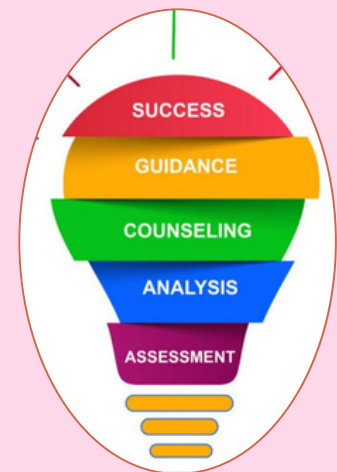 SUCCESS
GUIDANCE
COUNSELING
ANALYSIS
ASSESSMENT